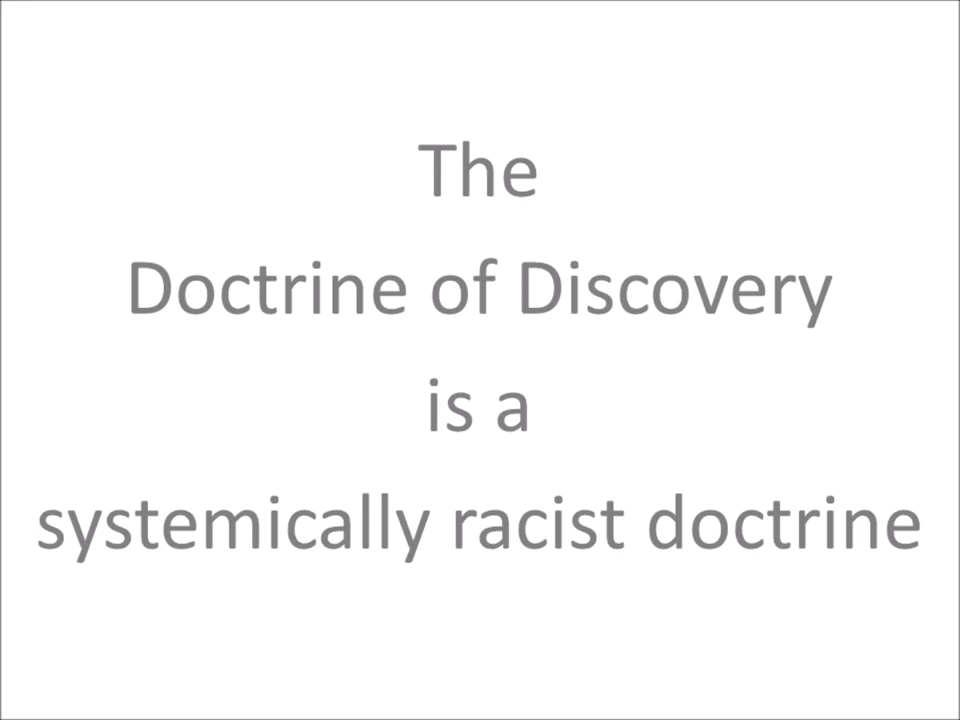 The
Doctrine of Discovery
is a
systemically racist doctrine